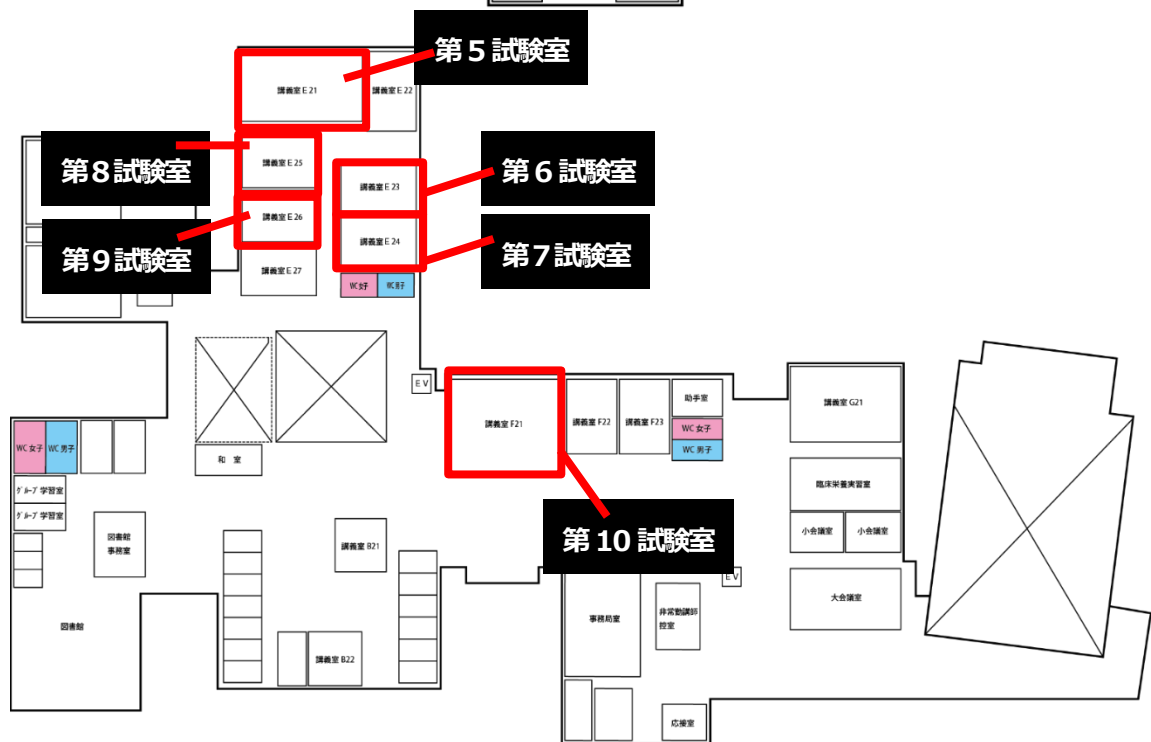 第5試験室
講義室 E 21
講義室 E 22
第8試験室
講義室 E 25
第6試験室
講義室 E 23
講義室 E 26
第9試験室
講義室 E 24
第7試験室
講義室 E 27
WC 女子
WC 男子
E V
講義室 F21
講義室 F22
講義室 F23
助手室
WC 女子
WC 男子
講義室 G21
WC 女子
WC 男子
和 室
臨床栄養実習室
グループ 学習室
グループ 学習室
図書館
事務室
講義室 B21
第10試験室
小会議室
小会議室
E V
大会議室
事務局室
非常勤講師
控室
図書館
講義室 B22
応接室